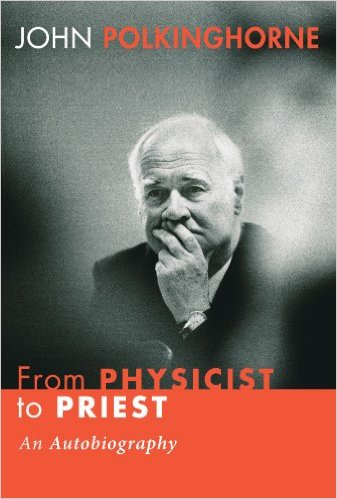 JOHN POLKINGHORNE
From PHYSICIST
to PRIEST
An Autobiography